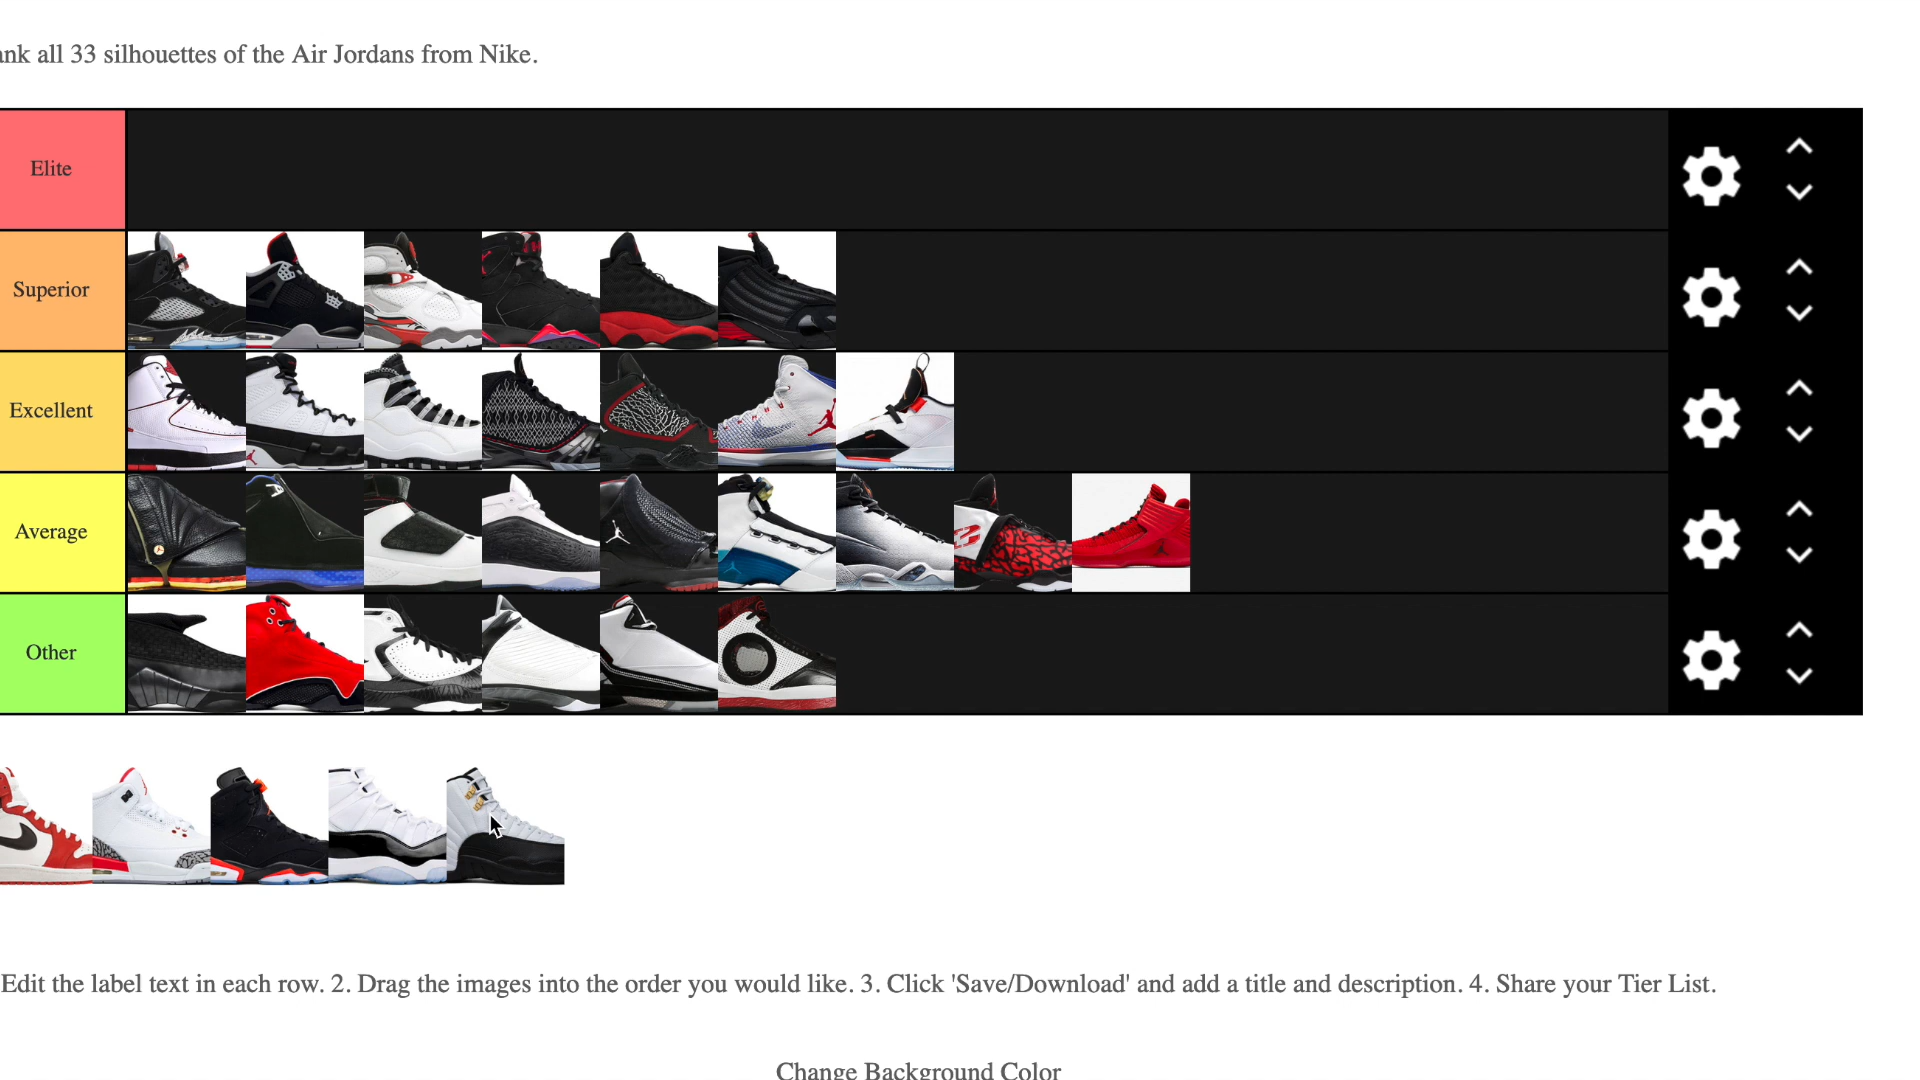 ank all 33 silhouettes of the Air Jordans from Nike.
Elite
Superior
Excellent
Average
Other
Edit the label text in each row. 2. Drag the images into the order you would like. 3. Click 'Save/Download' and add a title and description. 4. Share your Tier List.
Change Background Color